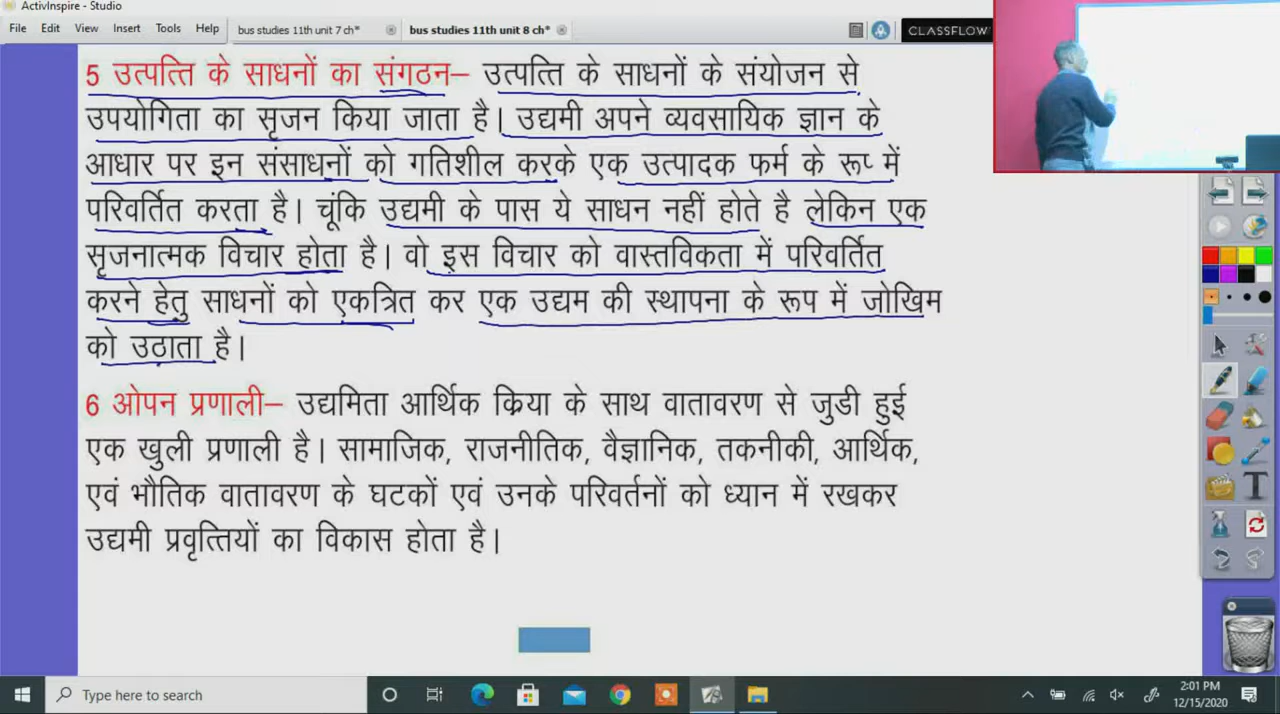 ActivInspire - Studio
File Edit View Insert Tools Help
bus studies 11th unit 7 ch*
bus studies 11th unit 8 ch*
CLASSFLOW
5 उत्पत्ति के साधनों का संगठन– उत्पत्ति के साधनों के संयोजन से
उपयोगिता का सृजन किया जाता है। उद्यमी अपने व्यवसायिक ज्ञान के
आधार पर इन संसाधनों को गतिशील करके एक उत्पादक फर्म के रूप में
परिवर्तित करता है। चूंकि उद्यमी के पास ये साधन नहीं होते है लेकिन एक
सृजनात्मक विचार होता है। वो इस विचार को वास्तविकता में परिवर्तित
करने हेतु साधनों को एकत्रित कर एक उद्यम की स्थापना के रूप में जोखिम
को उठाता है।
6 ओपन प्रणाली– उद्यमिता आर्थिक क्रिया के साथ वातावरण से जुडी हुई
एक खुली प्रणाली है। सामाजिक, राजनीतिक, वैज्ञानिक, तकनीकी, आर्थिक,
एवं भौतिक वातावरण के घटकों एवं उनके परिवर्तनों को ध्यान में रखकर
उद्यमी प्रवृत्तियों का विकास होता है।
Type here to search
2:01 PM
12/15/2020